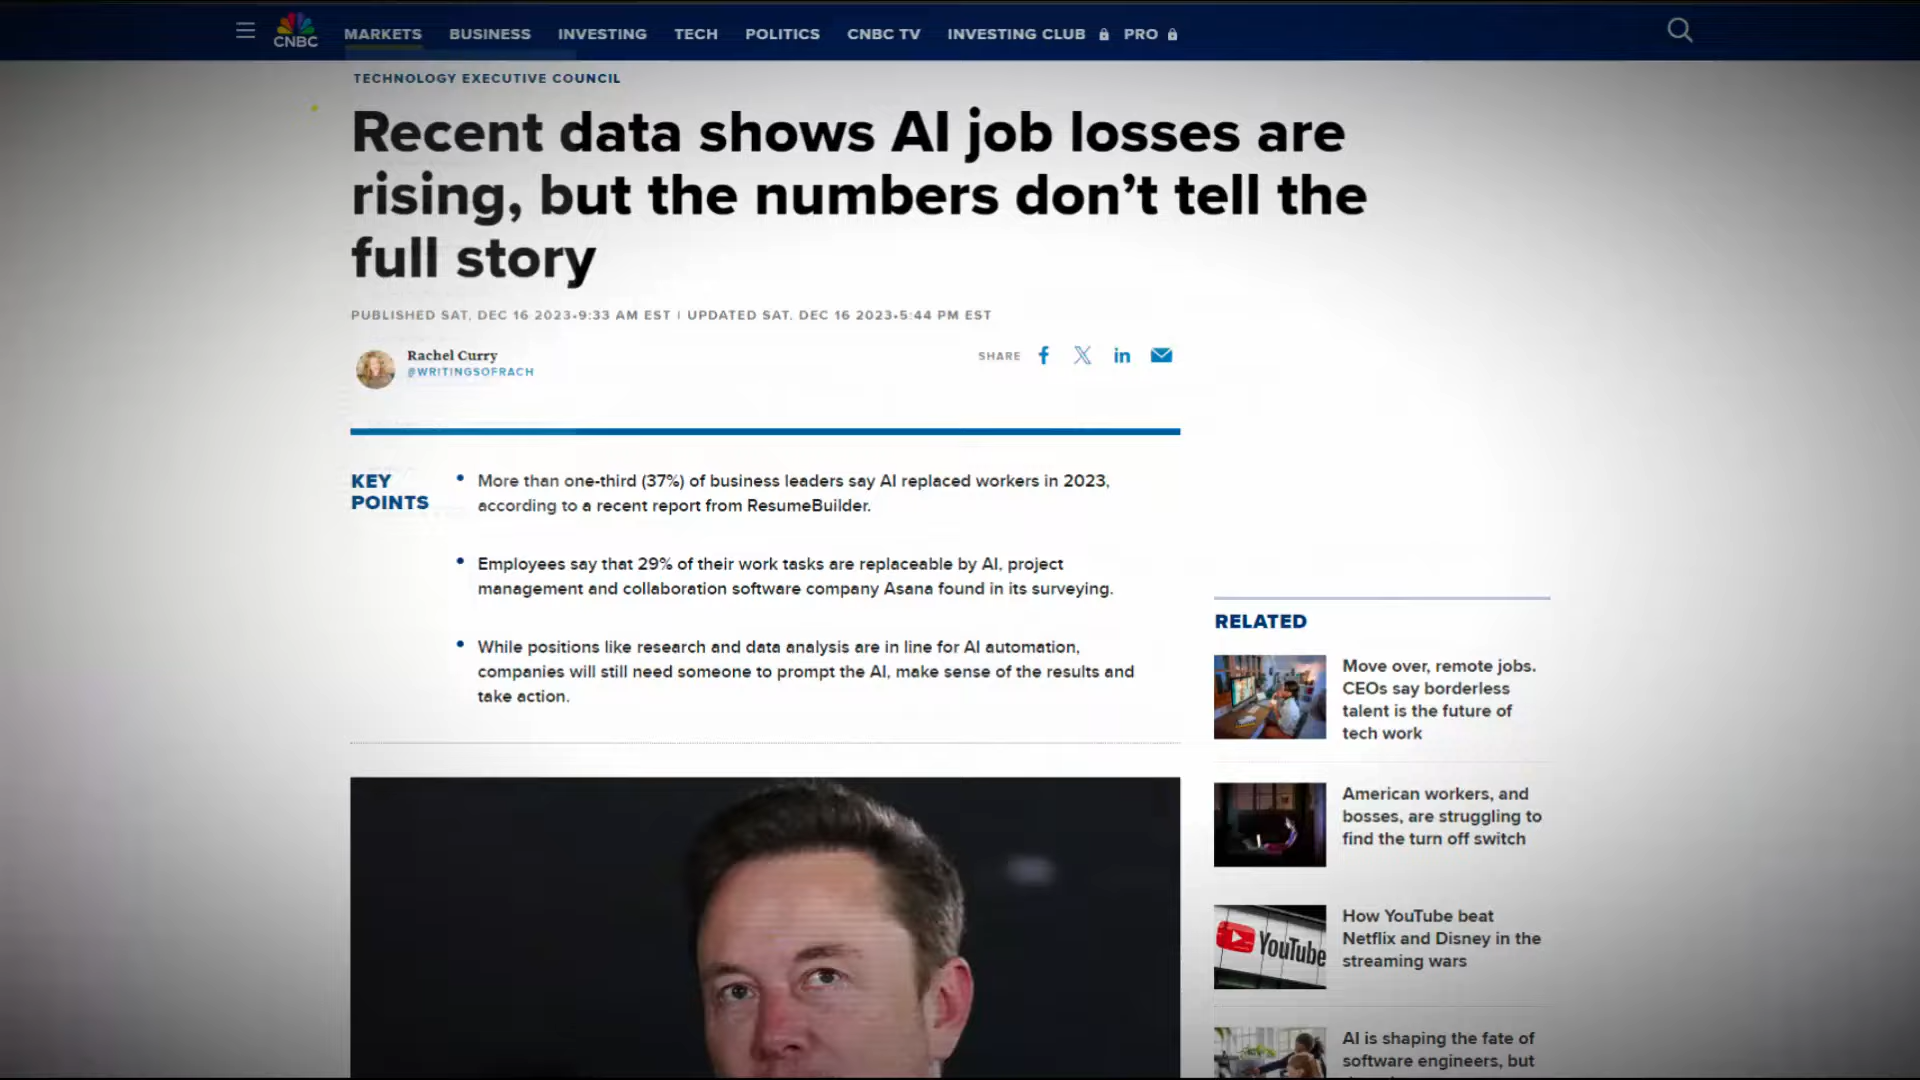 CNBC
MARKETS BUSINESS INVESTING TECH POLITICS CNBC TV INVESTING CLUB PRO
TECHNOLOGY EXECUTIVE COUNCIL
Recent data shows AI job losses are
rising, but the numbers don’t tell the
full story
PUBLISHED SAT, DEC 16 2023•9:33 AM EST | UPDATED SAT, DEC 16 2023•5:44 PM EST
Rachel Curry
@WRITINGSOFRACH
SHARE
KEY
POINTS
• More than one-third (37%) of business leaders say AI replaced workers in 2023,
according to a recent report from ResumeBuilder.
• Employees say that 29% of their work tasks are replaceable by AI, project
management and collaboration software company Asana found in its surveying.
• While positions like research and data analysis are in line for AI automation,
companies will still need someone to prompt the AI, make sense of the results and
take action.
RELATED
Move over, remote jobs.
CEOs say borderless
talent is the future of
tech work
American workers, and
bosses, are struggling to
find the turn off switch
YouTube
How YouTube beat
Netflix and Disney in the
streaming wars
AI is shaping the fate of
software engineers, but